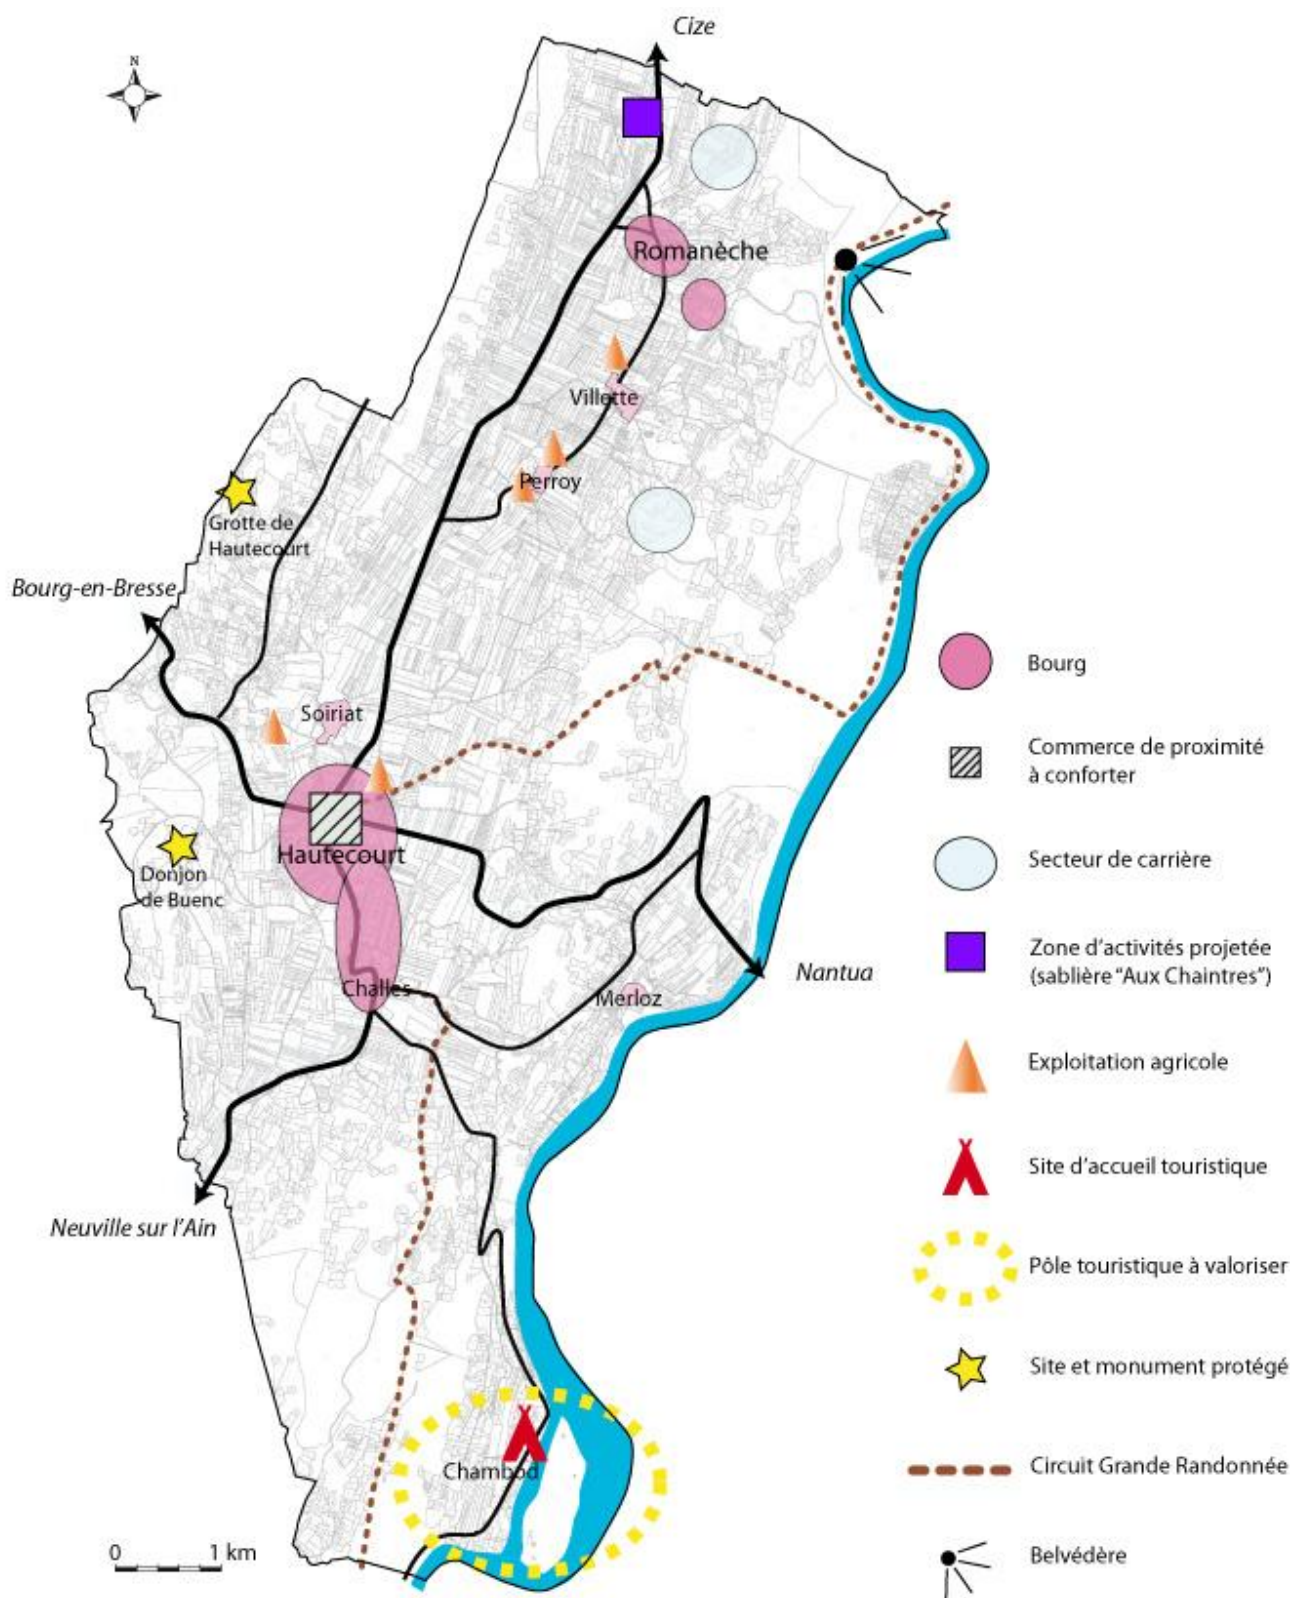 Cize
N
Romanèche
Villette
Perroy
Grotte de
Hautecourt
Bourg-en-Bresse
Soiriat
Hautecourt
Donjon
de Buenc
Challes
Merloz
Nantua
Neuville sur l'Ain
Chambod
0 1 km
Bourg
Commerce de proximité
à conforter
Secteur de carrière
Zone d'activités projetée
(sablière "Aux Chaintres")
Exploitation agricole
Site d'accueil touristique
Pôle touristique à valoriser
Site et monument protégé
Circuit Grande Randonnée
Belvédère